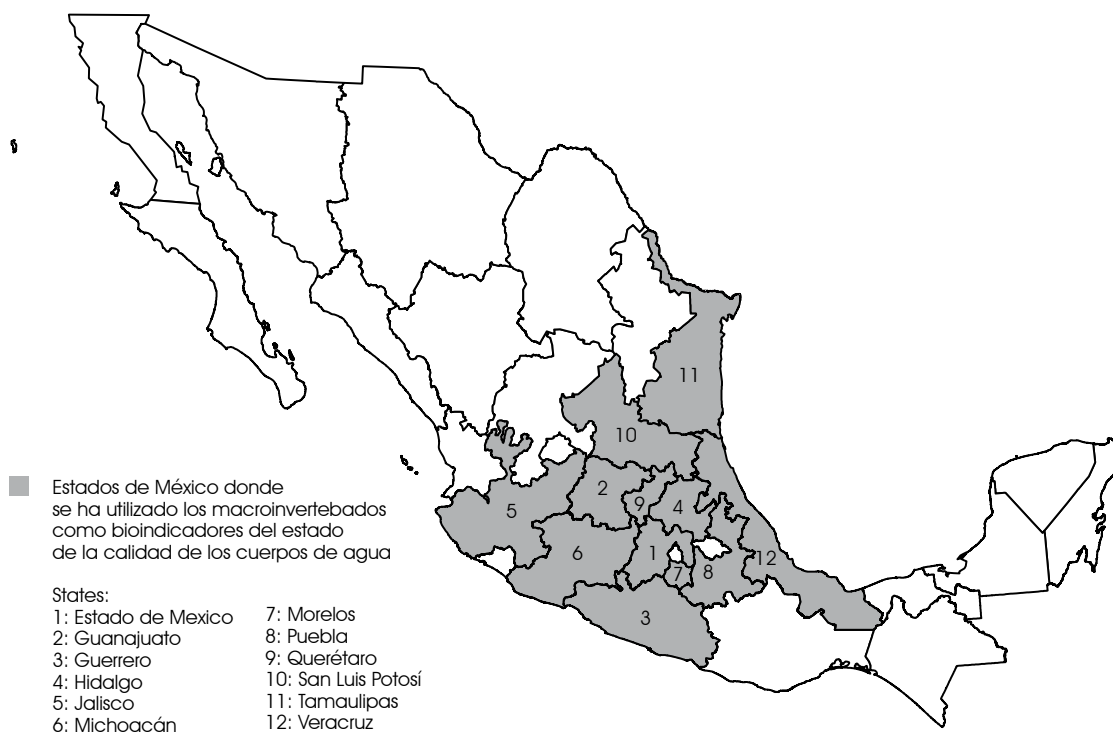 11
10
2
9
4
5
6
1
7
8
12
3
Estados de México donde
se ha utilizado los macroinvertebados
como bioindicadores del estado
de la calidad de los cuerpos de agua
States:
1: Estado de Mexico
2: Guanajuato
3: Guerrero
4: Hidalgo
5: Jalisco
6: Michoacán
7: Morelos
8: Puebla
9: Querétaro
10: San Luis Potosí
11: Tamaulipas
12: Veracruz